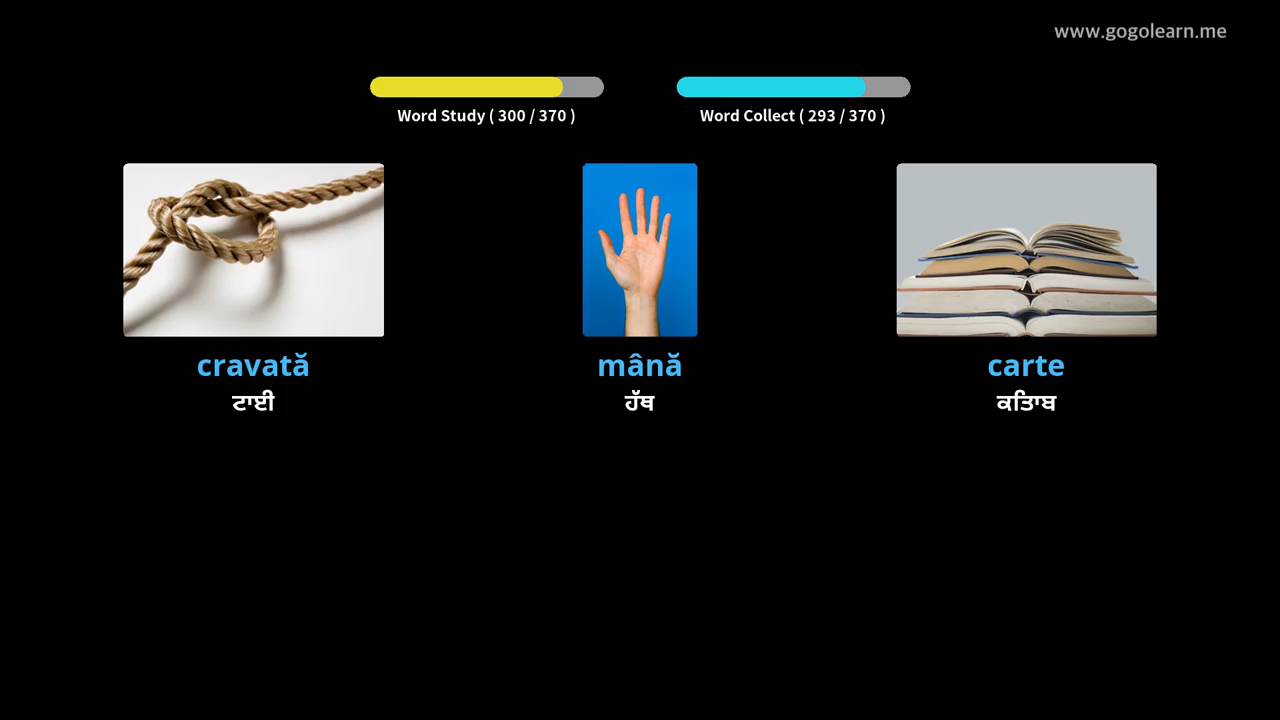 www.gogolearn.me
Word Study ( 300 / 370 )
Word Collect ( 293 / 370 )
cravată
ਟਾਈ
mână
ਹੱਥ
carte
ਕਿਤਾਬ